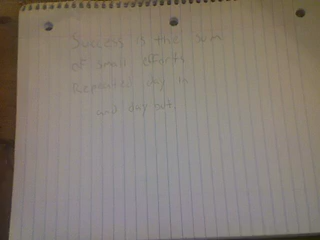 Success is the sum
of small efforts
Repeated day in
and day out.